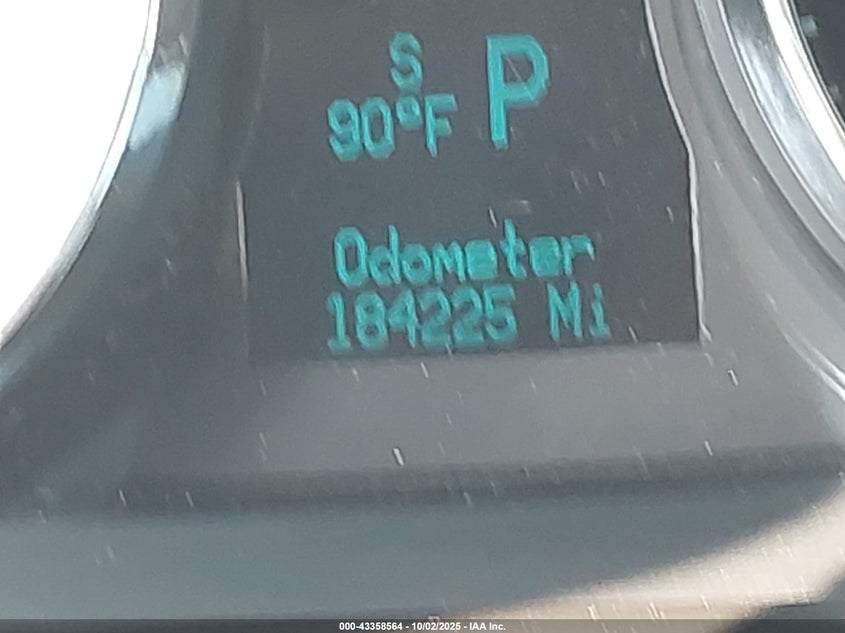 S
90°F P
Odometer
184225 Mi
000-43358564 - 10/02/2025 - IAA Inc.